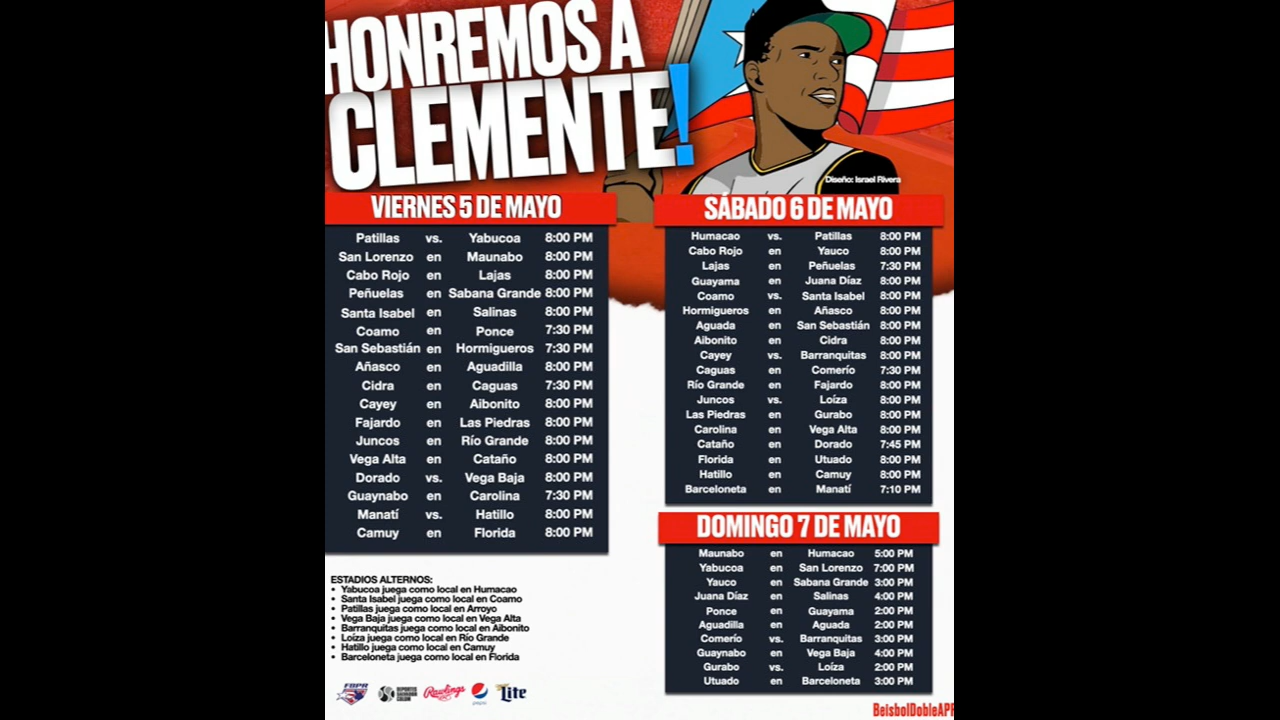 HONREMOS A
CLEMENTE!
Diseño: Israel Rivera
VIERNES 5 DE MAYO
Patillas vs. Yabucoa 8:00 PM
San Lorenzo en Maunabo 8:00 PM
Cabo Rojo en Lajas 8:00 PM
Peñuelas en Sabana Grande 8:00 PM
Santa Isabel en Salinas 8:00 PM
Coamo en Ponce 7:30 PM
San Sebastián en Hormigueros 7:30 PM
Añasco en Aguadilla 8:00 PM
Cidra en Caguas 7:30 PM
Cayey en Aibonito 8:00 PM
Fajardo en Las Piedras 8:00 PM
Juncos en Río Grande 8:00 PM
Vega Alta en Cataño 8:00 PM
Dorado vs. Vega Baja 8:00 PM
Guaynabo en Carolina 7:30 PM
Manatí vs. Hatillo 8:00 PM
Camuy en Florida 8:00 PM
ESTADIOS ALTERNOS:
• Yabucoa juega como local en Humacao
• Santa Isabel juega como local en Coamo
• Patillas juega como local en Arroyo
• Vega Baja juega como local en Vega Alta
• Barranquitas juega como local en Aibonito
• Loíza juega como local en Río Grande
• Hatillo juega como local en Camuy
• Barceloneta juega como local en Florida
SÁBADO 6 DE MAYO
Humacao vs. Patillas 8:00 PM
Cabo Rojo en Yauco 8:00 PM
Lajas en Peñuelas 7:30 PM
Guayama en Juana Díaz 8:00 PM
Coamo vs. Santa Isabel 8:00 PM
Hormigueros en Añasco 8:00 PM
Aguada en San Sebastián 8:00 PM
Aibonito en Cidra 8:00 PM
Cayey vs. Barranquitas 8:00 PM
Caguas en Comerío 7:30 PM
Río Grande en Fajardo 8:00 PM
Juncos vs. Loíza 8:00 PM
Las Piedras en Gurabo 8:00 PM
Carolina en Vega Alta 8:00 PM
Cataño en Dorado 7:45 PM
Florida en Utuado 8:00 PM
Hatillo en Camuy 8:00 PM
Barceloneta en Manatí 7:10 PM
DOMINGO 7 DE MAYO
Maunabo en Humacao 5:00 PM
Yabucoa en San Lorenzo 7:00 PM
Yauco en Sabana Grande 3:00 PM
Juana Díaz en Salinas 4:00 PM
Ponce en Guayama 2:00 PM
Aguadilla en Aguada 2:00 PM
Comerío vs. Barranquitas 3:00 PM
Guaynabo en Vega Baja 4:00 PM
Gurabo vs. Loíza 2:00 PM
Utuado en Barceloneta 3:00 PM
FBPR
DEPORTES
SALVADOR
COLOM
Rawlings
pepsi
Lite
BeisbolDobleAPR